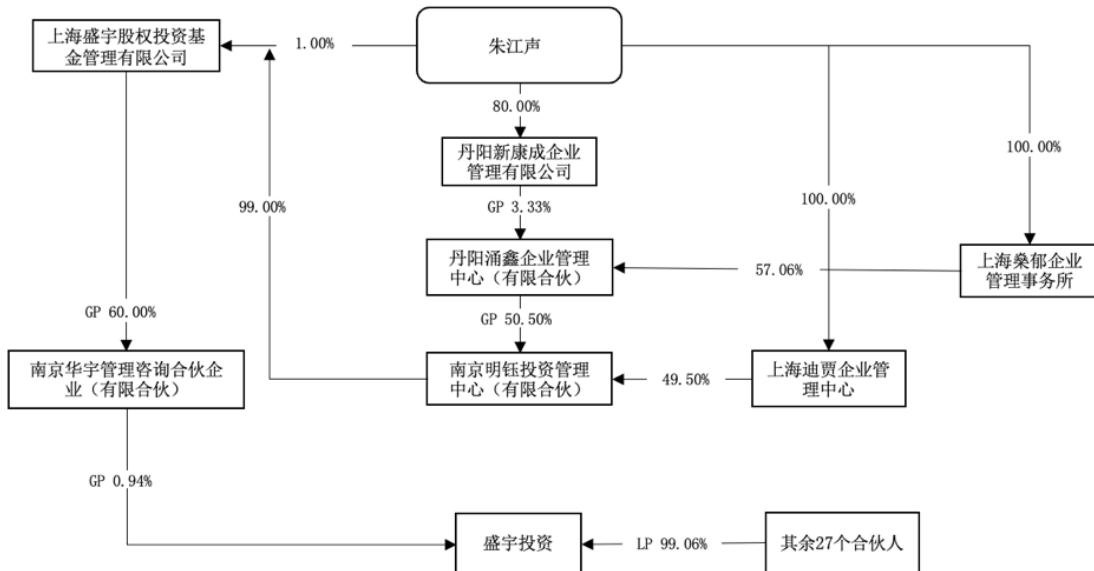 上海盛宇股权投资基
金管理有限公司
1.00%
朱江声
80.00%
丹阳新康成企业
管理有限公司
100.00%
99.00%
100.00%
GP 3.33%
丹阳涌鑫企业管理
中心（有限合伙）
57.06%
上海燊郁企业
管理事务所
GP 60.00%
GP 50.50%
南京华宇管理咨询合伙企
业（有限合伙）
南京明钰投资管理
中心（有限合伙）
49.50%
上海迪贾企业管
理中心
GP 0.94%
盛宇投资
LP 99.06%
其余27个合伙人